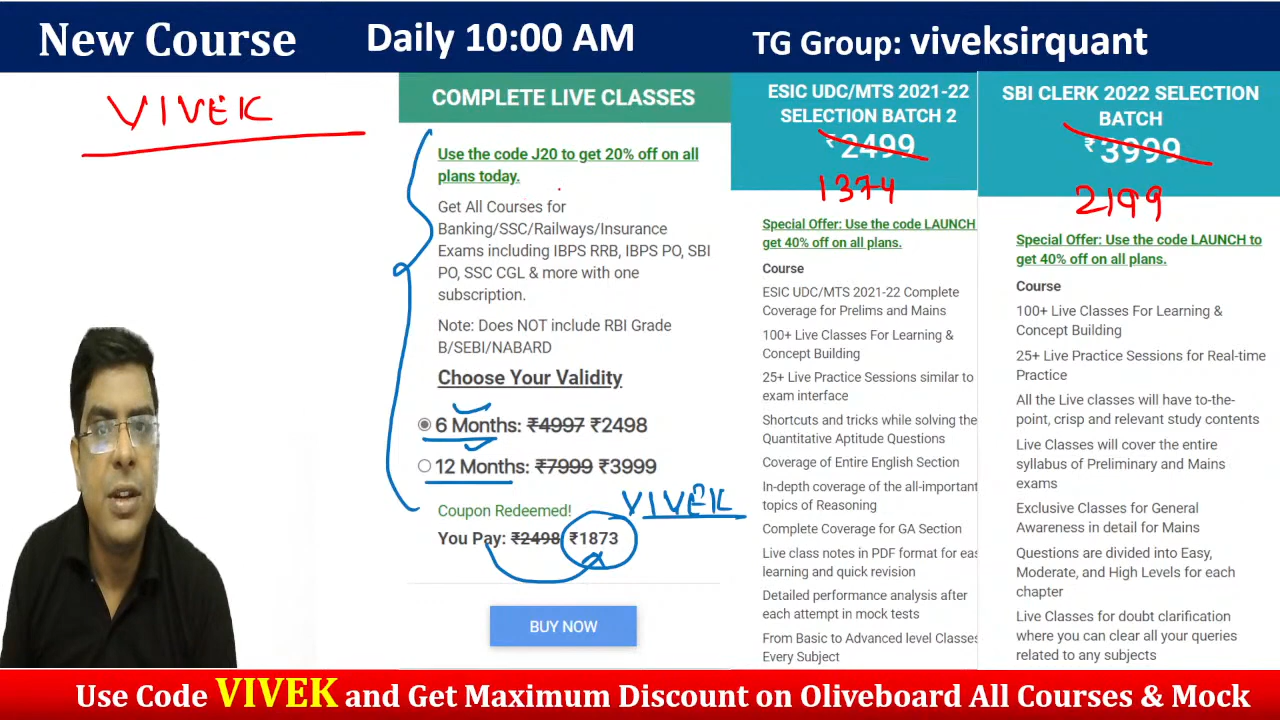 New Course
Daily 10:00 AM
TG Group: viveksirquant
VIVEK
COMPLETE LIVE CLASSES
Use the code J20 to get 20% off on all
plans today.
Get All Courses for
Banking/SSC/Railways/Insurance
Exams including IBPS RRB, IBPS PO, SBI
PO, SSC CGL & more with one
subscription.
Note: Does NOT include RBI Grade
B/SEBI/NABARD
Choose Your Validity
6 Months: ₹4997 ₹2498
12 Months: ₹7999 ₹3999
VIVEK
Coupon Redeemed!
You Pay: ₹2498 ₹1873
BUY NOW
ESIC UDC/MTS 2021-22
SELECTION BATCH 2
₹2499
1374
Special Offer: Use the code LAUNCH
get 40% off on all plans.
Course
ESIC UDC/MTS 2021-22 Complete
Coverage for Prelims and Mains
100+ Live Classes For Learning &
Concept Building
25+ Live Practice Sessions similar to
exam interface
Shortcuts and tricks while solving the
Quantitative Aptitude Questions
Coverage of Entire English Section
In-depth coverage of the all-important
topics of Reasoning
Complete Coverage for GA Section
Live class notes in PDF format for eas
learning and quick revision
Detailed performance analysis after
each attempt in mock tests
From Basic to Advanced level Classes
Every Subject
SBI CLERK 2022 SELECTION
BATCH
₹3999
2199
Special Offer: Use the code LAUNCH to
get 40% off on all plans.
Course
100+ Live Classes For Learning &
Concept Building
25+ Live Practice Sessions for Real-time
Practice
All the Live classes will have to-the-
point, crisp and relevant study contents
Live Classes will cover the entire
syllabus of Preliminary and Mains
exams
Exclusive Classes for General
Awareness in detail for Mains
Questions are divided into Easy,
Moderate, and High Levels for each
chapter
Live Classes for doubt clarification
where you can clear all your queries
related to any subjects
Use Code VIVEK and Get Maximum Discount on Oliveboard All Courses & Mock